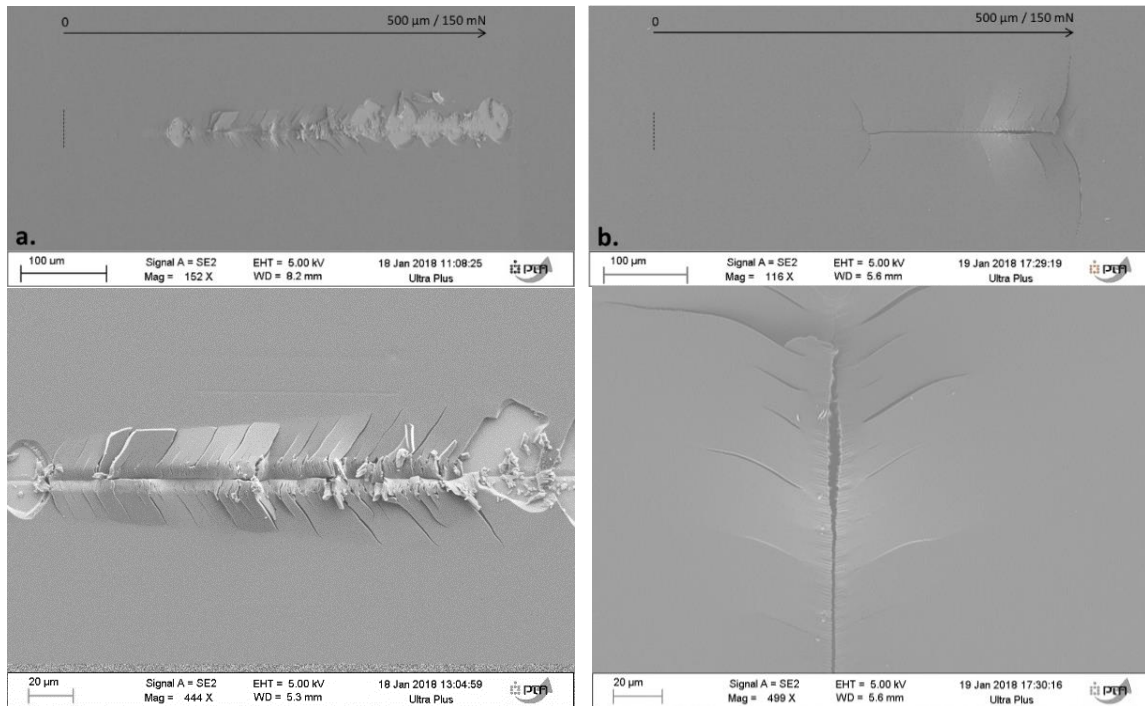 0 500 µm / 150 mN
a.
100 µm Signal A = SE2 EHT = 5.00 kV 18 Jan 2018 11:08:25
Mag = 152 X WD = 8.2 mm Ultra Plus PTA
0 500 µm / 150 mN
b.
100 µm Signal A = SE2 EHT = 5.00 kV 19 Jan 2018 17:29:19
Mag = 116 X WD = 5.6 mm Ultra Plus PTA
20 µm Signal A = SE2 EHT = 5.00 kV 18 Jan 2018 13:04:59
Mag = 444 X WD = 5.3 mm Ultra Plus PTA
20 µm Signal A = SE2 EHT = 5.00 kV 19 Jan 2018 17:30:16
Mag = 499 X WD = 5.6 mm Ultra Plus PTA